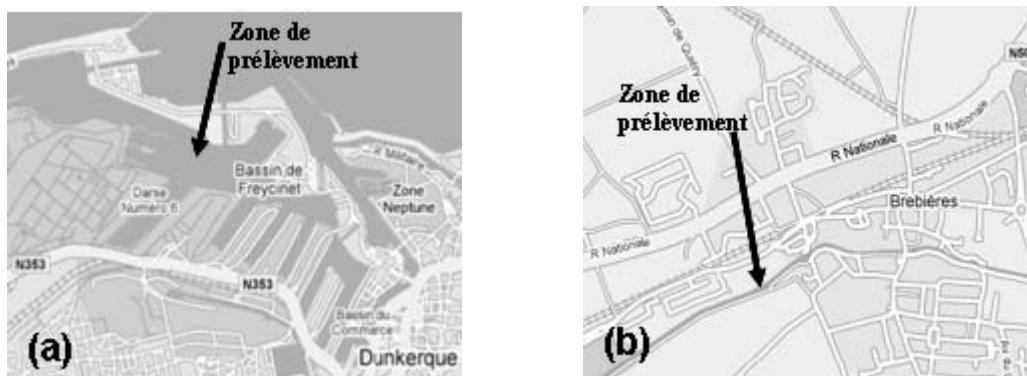 Zone de
prélèvement
R Militaire
Bassin de
Freycinet
Zone
Neptune
Darse
Numéro 6
N353
N353
Bassin du
Commerce
(a)
Dunkerque
Zone de
prélèvement
R Nationale
R Nationale
Brebières
R Nationale
(b)